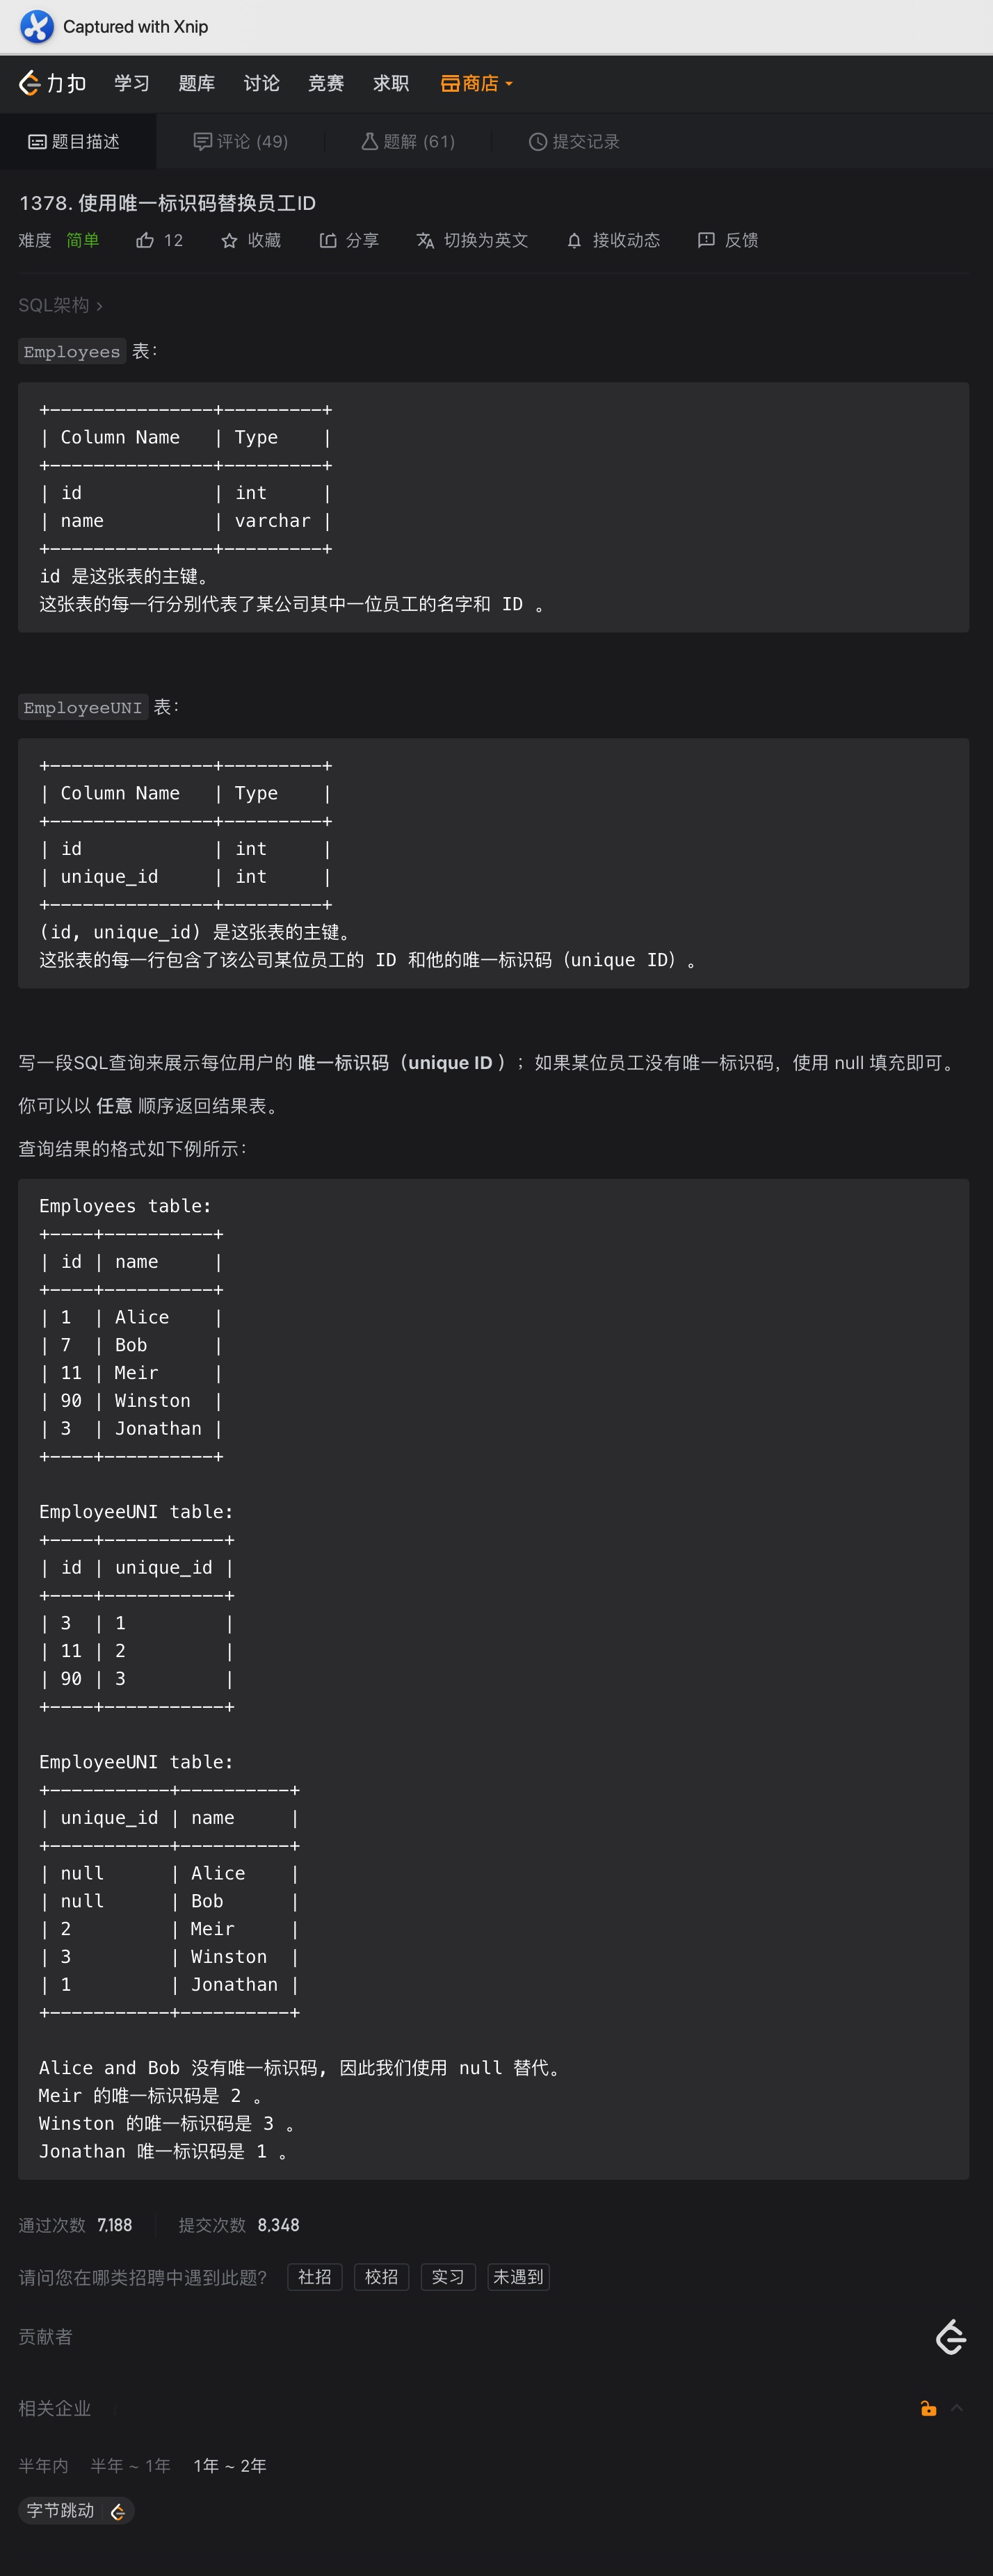 Captured with Xnip
力扣 学习 题库 讨论 竞赛 求职 商店
题目描述 评论 (49) 题解 (61) 提交记录
1378. 使用唯一标识码替换员工ID
难度 简单 12 收藏 分享 切换为英文 接收动态 反馈
SQL架构 ›
Employees 表：
+---------------+---------+
| Column Name   | Type    |
+---------------+---------+
| id            | int     |
| name          | varchar |
+---------------+---------+
id 是这张表的主键。
这张表的每一行分别代表了某公司其中一位员工的名字和 ID 。
EmployeeUNI 表：
+---------------+---------+
| Column Name   | Type    |
+---------------+---------+
| id            | int     |
| unique_id     | int     |
+---------------+---------+
(id, unique_id) 是这张表的主键。
这张表的每一行包含了该公司某位员工的 ID 和他的唯一标识码（unique ID）。
写一段SQL查询来展示每位用户的 唯一标识码（unique ID ）；如果某位员工没有唯一标识码，使用 null 填充即可。
你可以以 任意 顺序返回结果表。
查询结果的格式如下例所示：
Employees table:
+----+----------+
| id | name     |
+----+----------+
| 1  | Alice    |
| 7  | Bob      |
| 11 | Meir     |
| 90 | Winston  |
| 3  | Jonathan |
+----+----------+
EmployeeUNI table:
+----+-----------+
| id | unique_id |
+----+-----------+
| 3  | 1         |
| 11 | 2         |
| 90 | 3         |
+----+-----------+
EmployeeUNI table:
+-----------+----------+
| unique_id | name     |
+-----------+----------+
| null      | Alice    |
| null      | Bob      |
| 2         | Meir     |
| 3         | Winston  |
| 1         | Jonathan |
+-----------+----------+
Alice and Bob 没有唯一标识码, 因此我们使用 null 替代。
Meir 的唯一标识码是 2 。
Winston 的唯一标识码是 3 。
Jonathan 唯一标识码是 1 。
通过次数 7,188 提交次数 8,348
请问您在哪类招聘中遇到此题？ 社招 校招 实习 未遇到
贡献者
相关企业
半年内 半年 ~ 1年 1年 ~ 2年
字节跳动